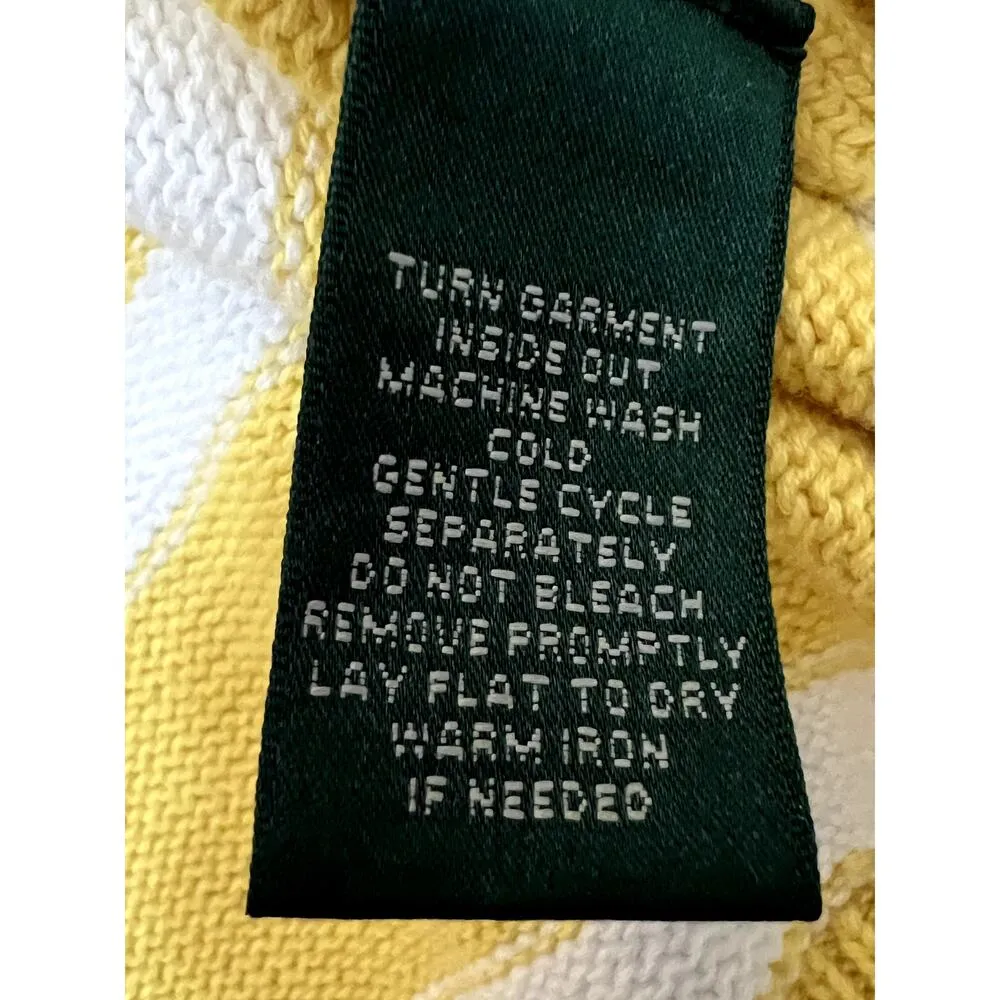 TURN GARMENT
INSIDE OUT
MACHINE WASH
COLD
GENTLE CYCLE
SEPARATELY
DO NOT BLEACH
REMOVE PROMPTLY
LAY FLAT TO DRY
WARM IRON
IF NEEDED